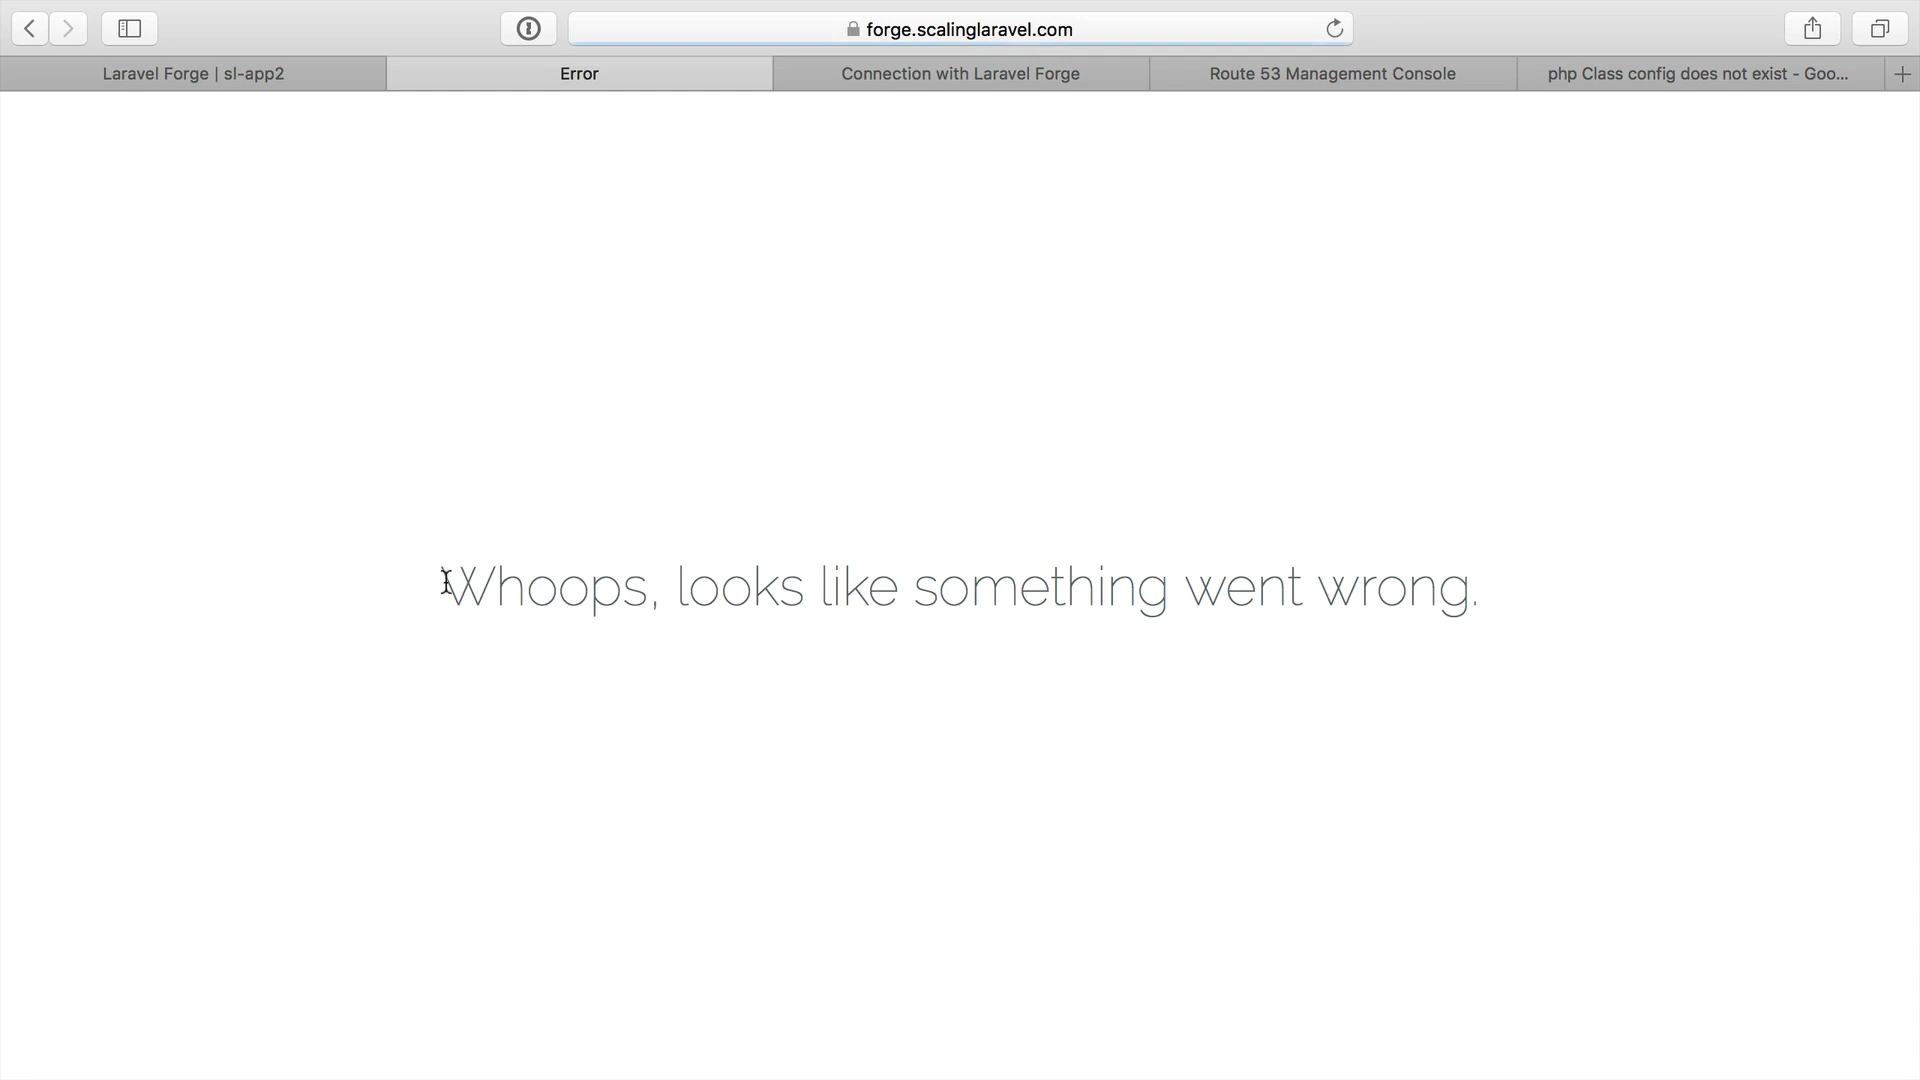 forge.scalinglaravel.com
Laravel Forge | sl-app2
Error
Connection with Laravel Forge
Route 53 Management Console
php Class config does not exist - Goo...
Whoops, looks like something went wrong.